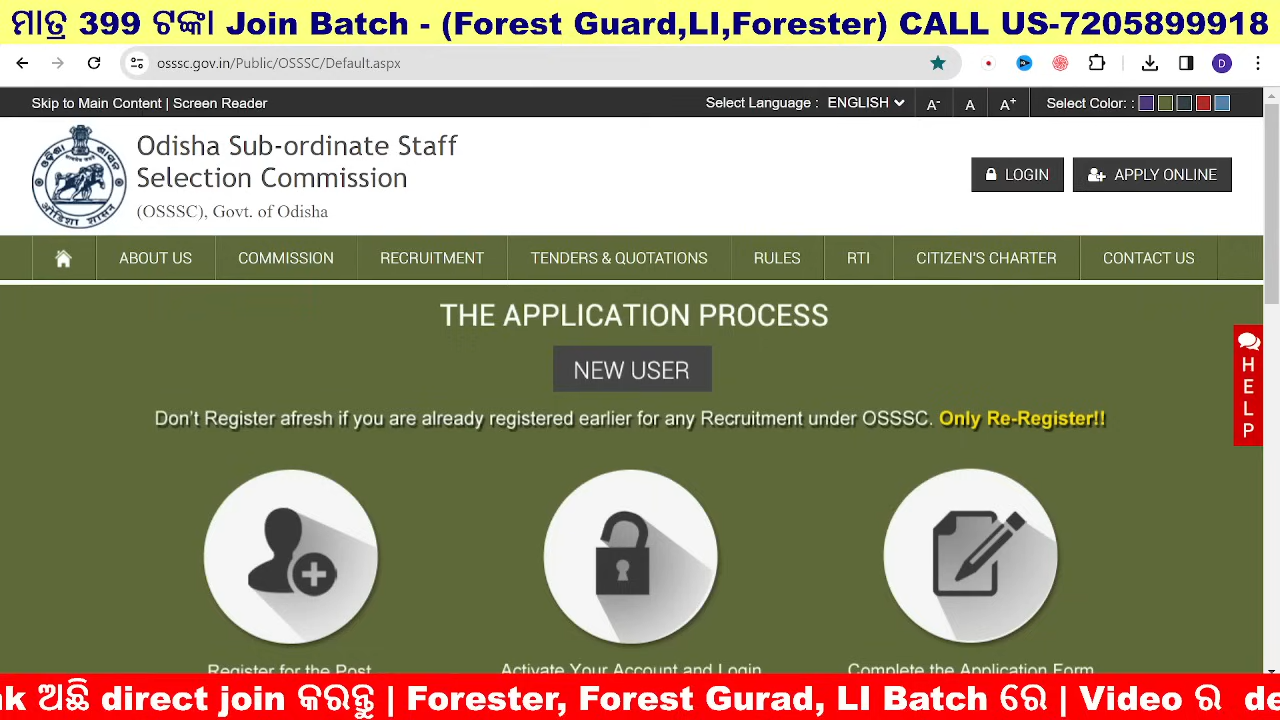 ମାତ୍ର 399 ଟଙ୍କା Join Batch - (Forest Guard,LI,Forester) CALL US-7205899918
osssc.gov.in/Public/OSSSC/Default.aspx
D
Skip to Main Content | Screen Reader
Select Language : ENGLISH
A- A A+
Select Color: :
Odisha Sub-ordinate Staff
Selection Commission
(OSSSC), Govt. of Odisha
LOGIN
APPLY ONLINE
ABOUT US COMMISSION RECRUITMENT TENDERS & QUOTATIONS RULES RTI CITIZEN'S CHARTER CONTACT US
THE APPLICATION PROCESS
NEW USER
Don't Register afresh if you are already registered earlier for any Recruitment under OSSSC. Only Re-Register!!
HELP
Register for the Post
Activate Your Account and Login
Complete the Application Form
ଅଛି direct join କରନ୍ତୁ | Forester, Forest Gurad, LI Batch ରେ | Video ର de